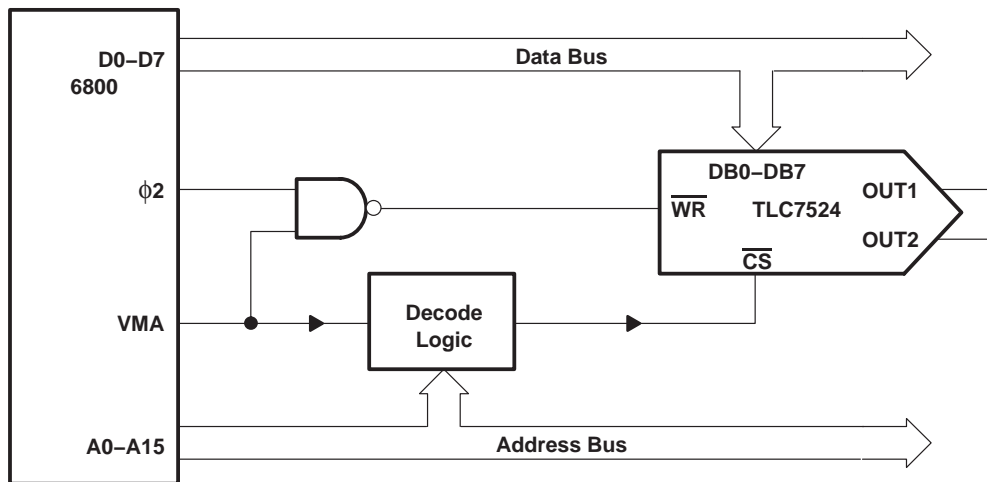 D0–D7
6800
Data Bus
DB0–DB7
ϕ2
OUT1
WR
TLC7524
OUT2
CS
VMA
Decode
Logic
A0–A15
Address Bus